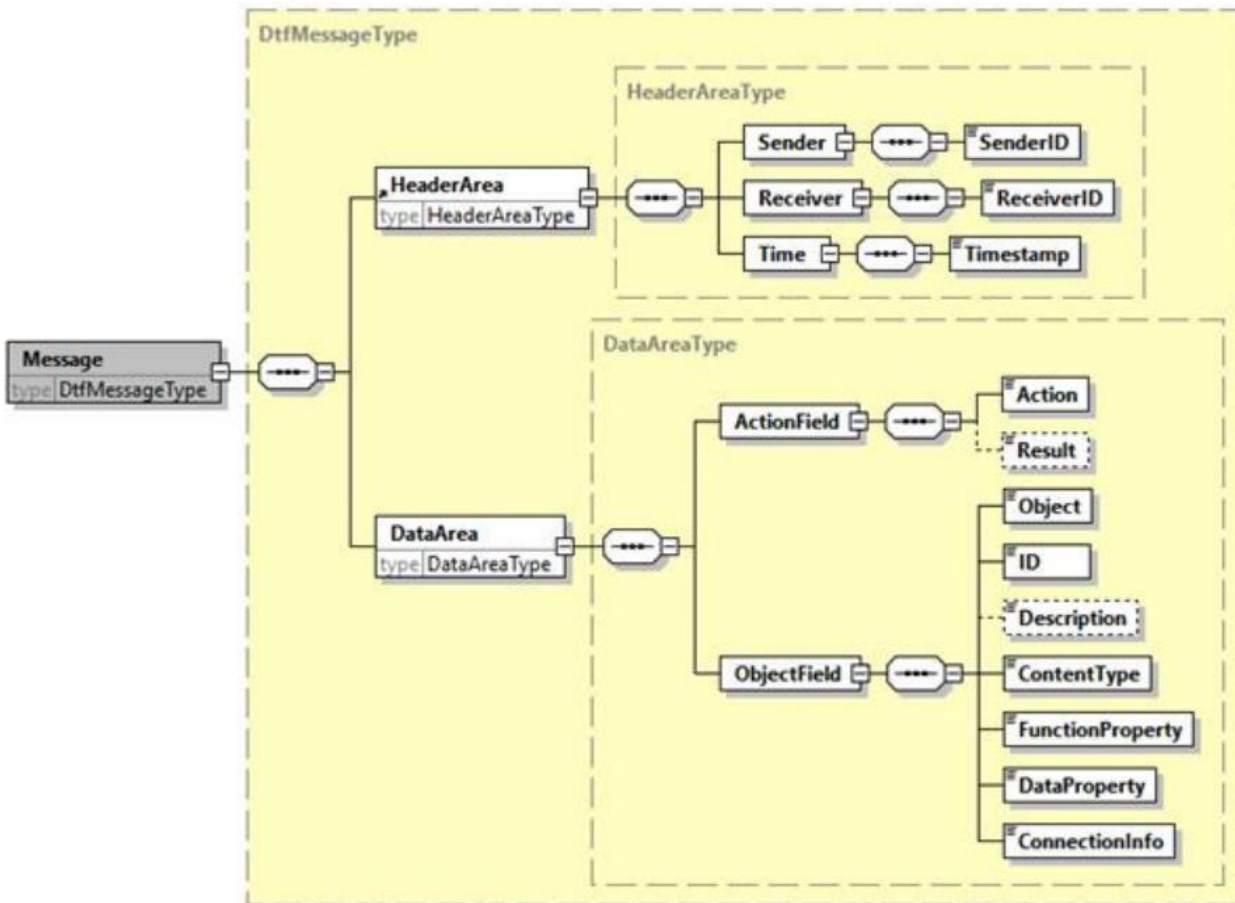 DtfMessageType
HeaderAreaType
Sender
SenderID
HeaderArea
type HeaderAreaType
Receiver
ReceiverID
Time
Timestamp
Message
type DtfMessageType
DataAreaType
Action
ActionField
Result
Object
DataArea
type DataAreaType
ID
Description
ObjectField
ContentType
FunctionProperty
DataProperty
ConnectionInfo